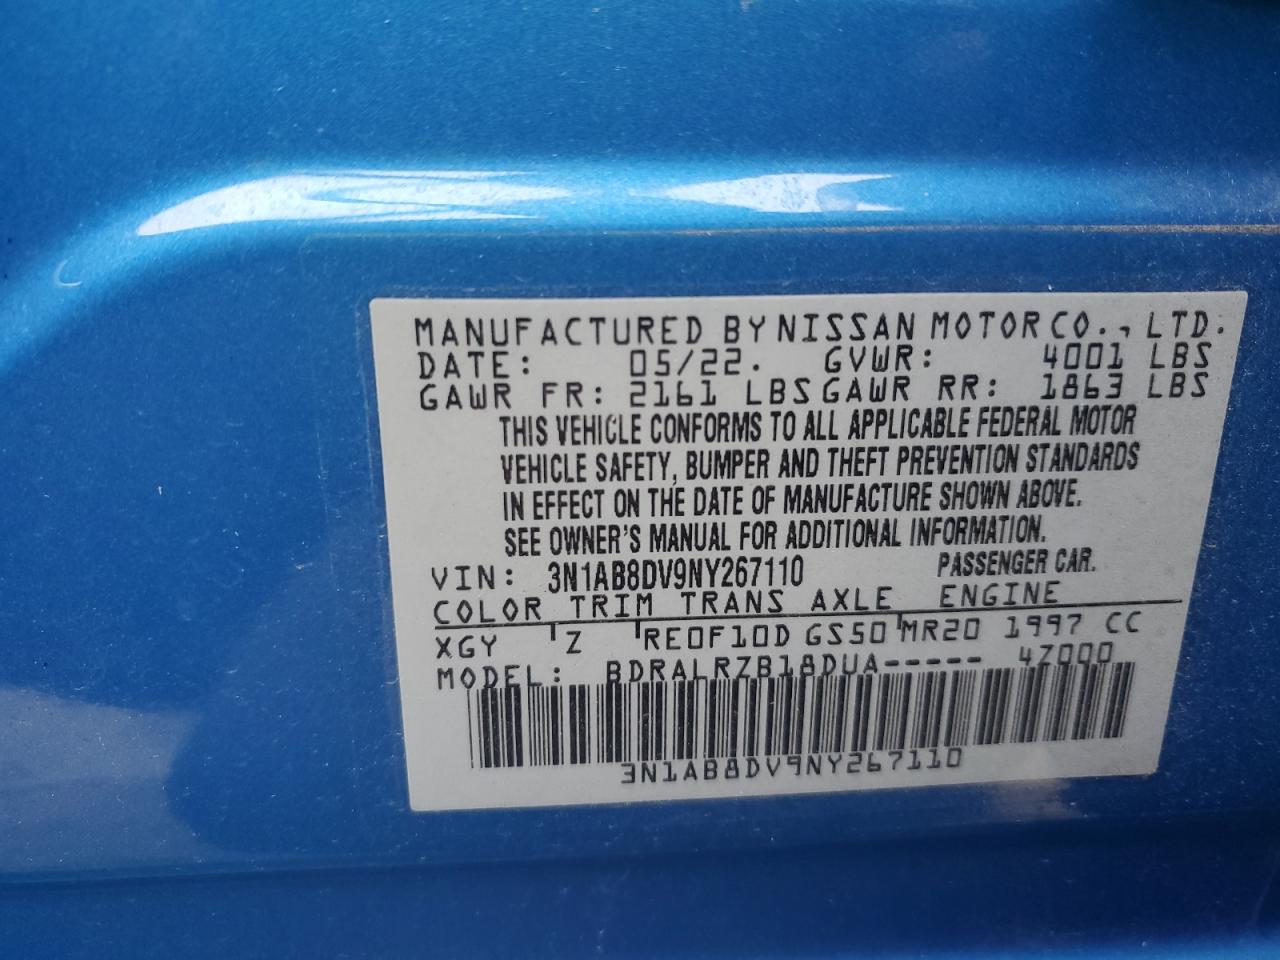 MANUFACTURED BY NISSAN MOTOR CO., LTD.
DATE: 05/22. GVWR: 4001 LBS
GAWR FR: 2161 LBS GAWR RR: 1863 LBS
THIS VEHICLE CONFORMS TO ALL APPLICABLE FEDERAL MOTOR
VEHICLE SAFETY, BUMPER AND THEFT PREVENTION STANDARDS
IN EFFECT ON THE DATE OF MANUFACTURE SHOWN ABOVE.
SEE OWNER'S MANUAL FOR ADDITIONAL INFORMATION.
VIN: 3N1AB8DV9NY267110 PASSENGER CAR.
COLOR TRIM TRANS AXLE ENGINE
XGY Z RE0F10D GS50 MR20 1997 CC
MODEL: BDRALRZB18DUA----- 4Z000
3N1AB8DV9NY267110